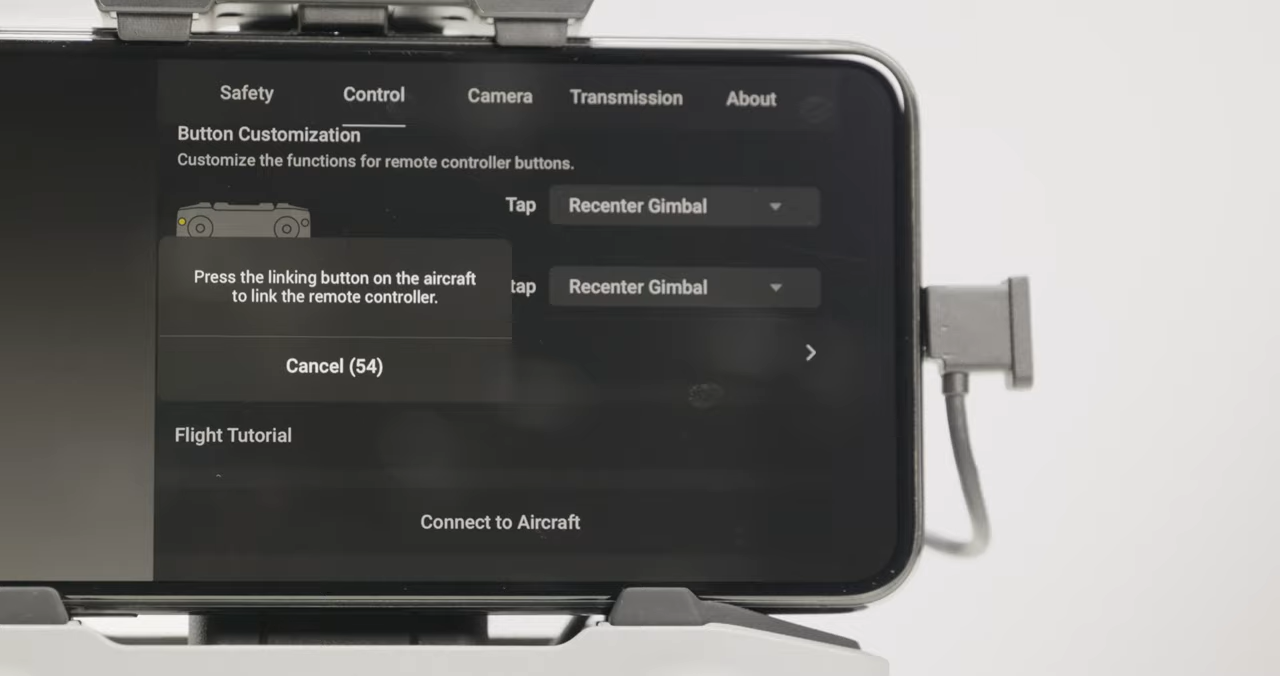 Safety Control Camera Transmission About
Button Customization
Customize the functions for remote controller buttons.
Tap Recenter Gimbal
Press the linking button on the aircraft
to link the remote controller.
tap Recenter Gimbal
Cancel (54)
Flight Tutorial
Connect to Aircraft